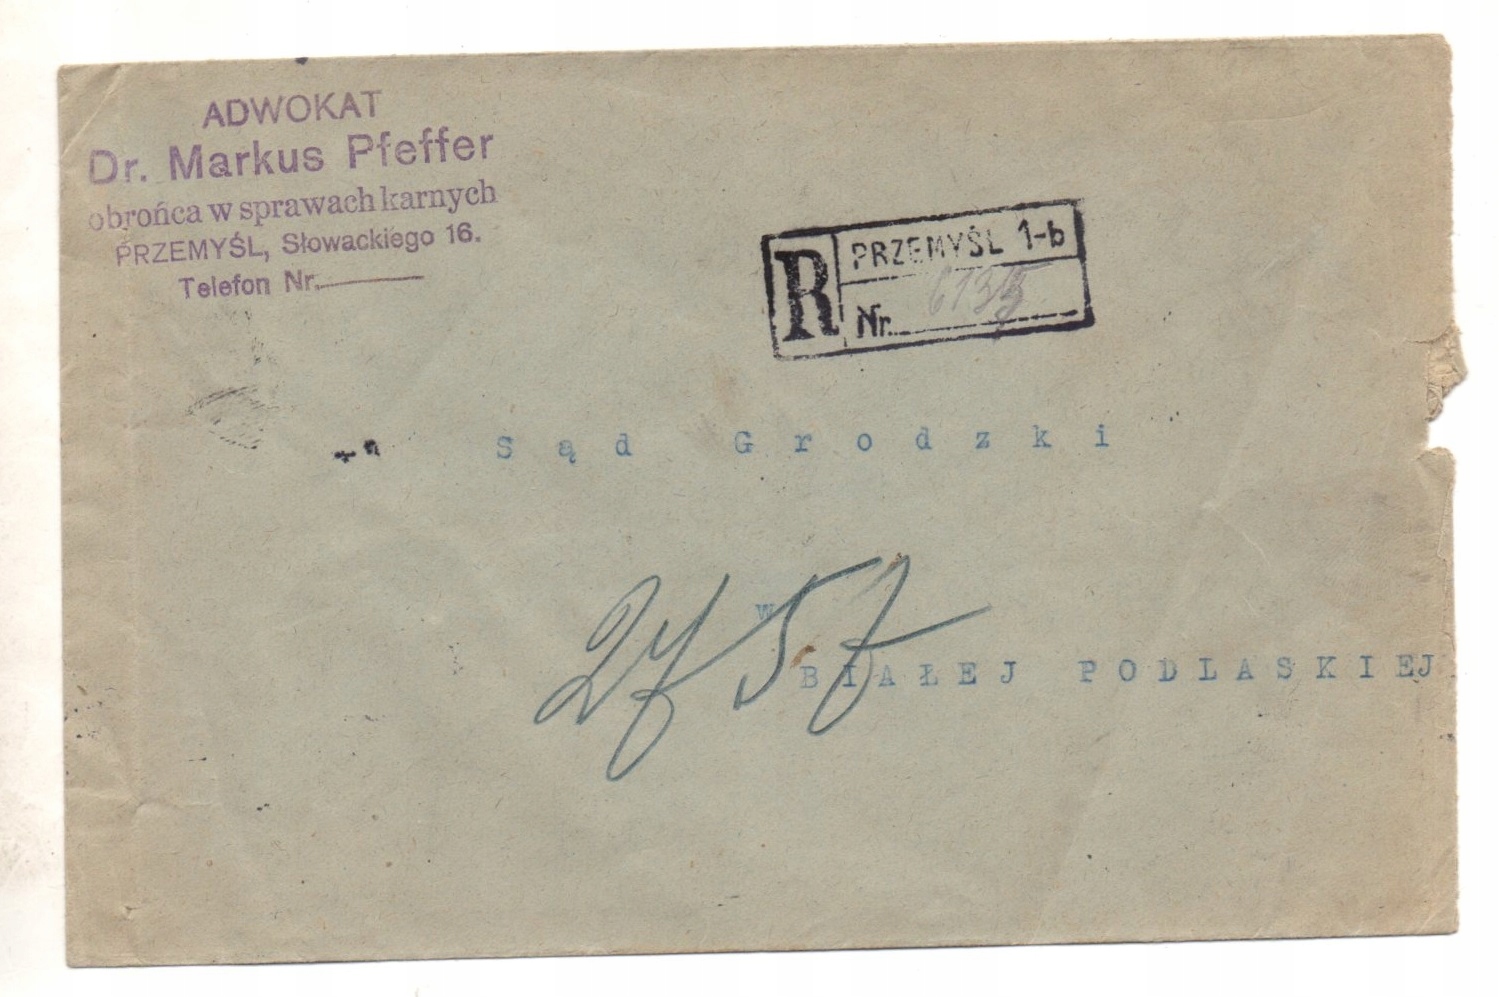 ADWOKAT
Dr. Markus Pfeffer
obrońca w sprawach karnych
PRZEMYŚL, Słowackiego 16.
Telefon Nr.
R
PRZEMYŚL 1-b
Nr.
Sąd Grodzki
w
BIAŁEJ PODLASKIEJ